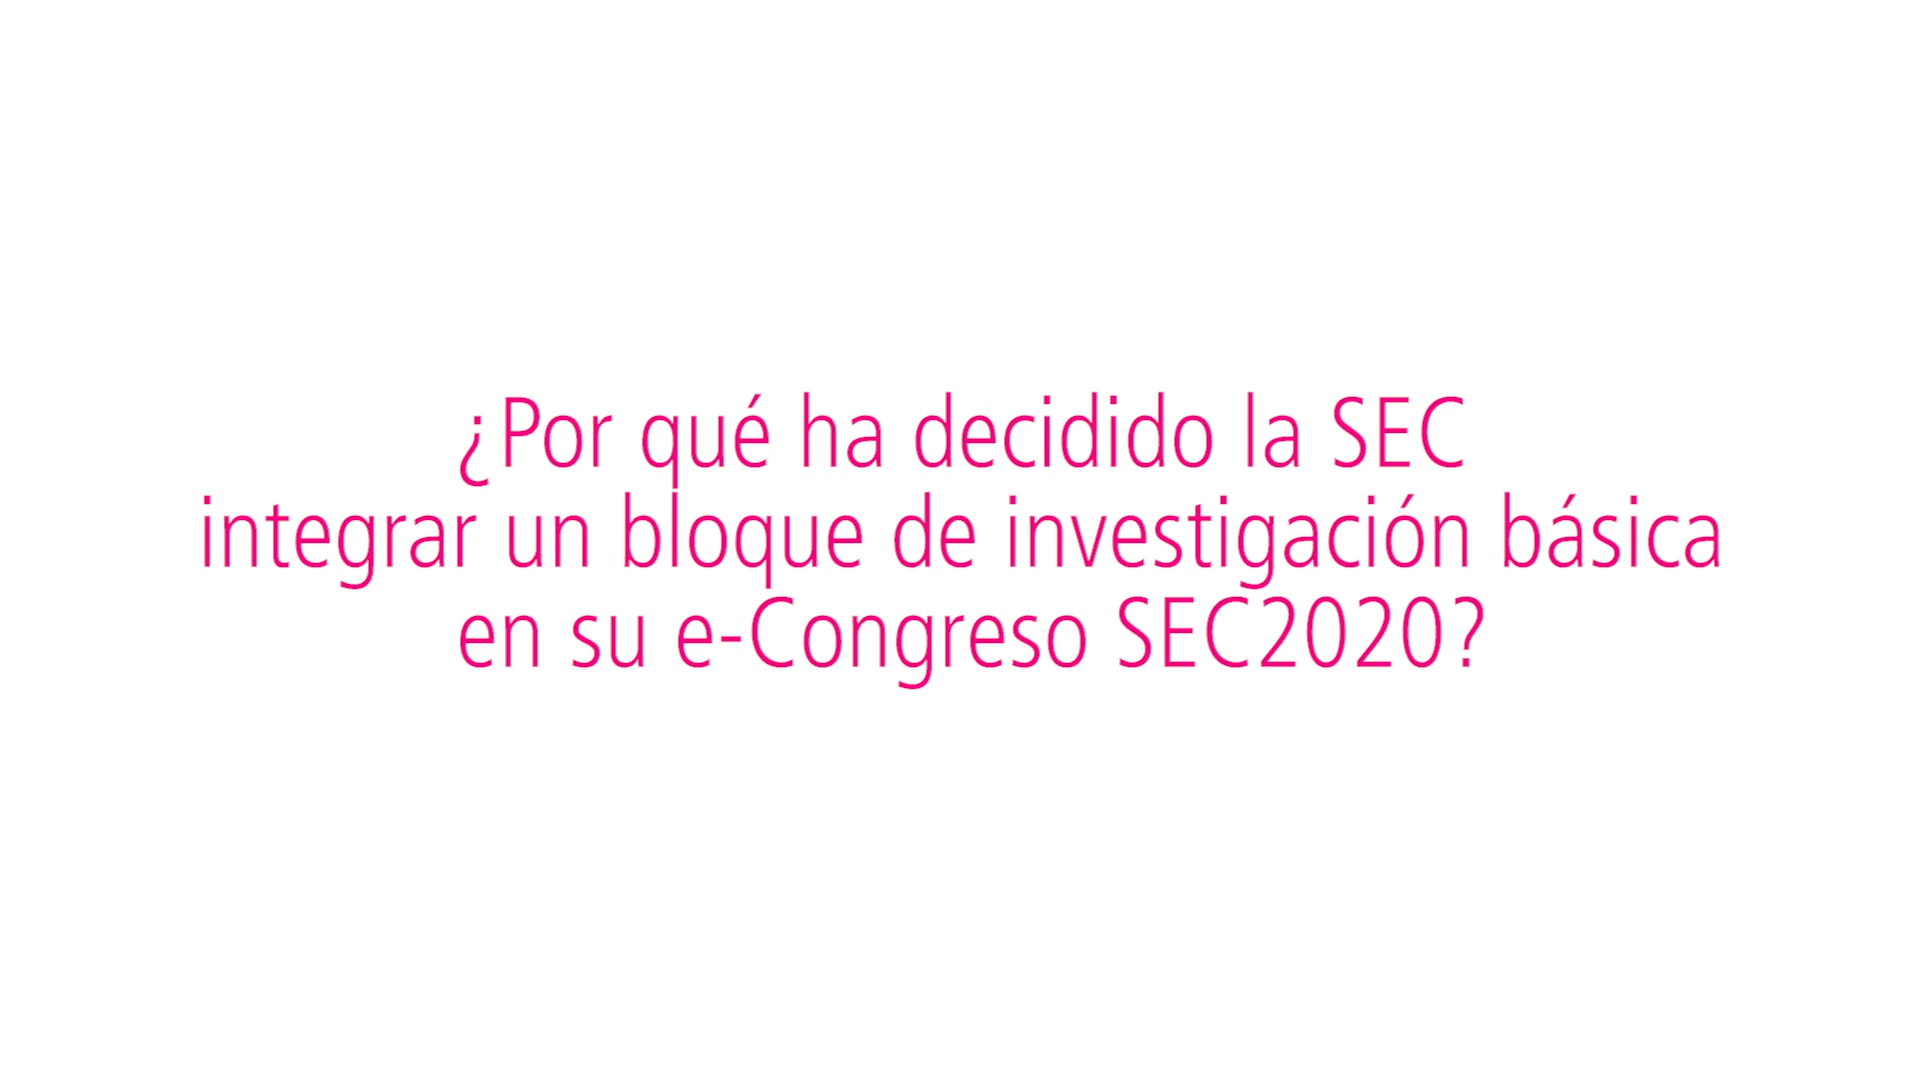 ¿Por qué ha decidido la SEC
integrar un bloque de investigación básica
en su e-Congreso SEC2020?